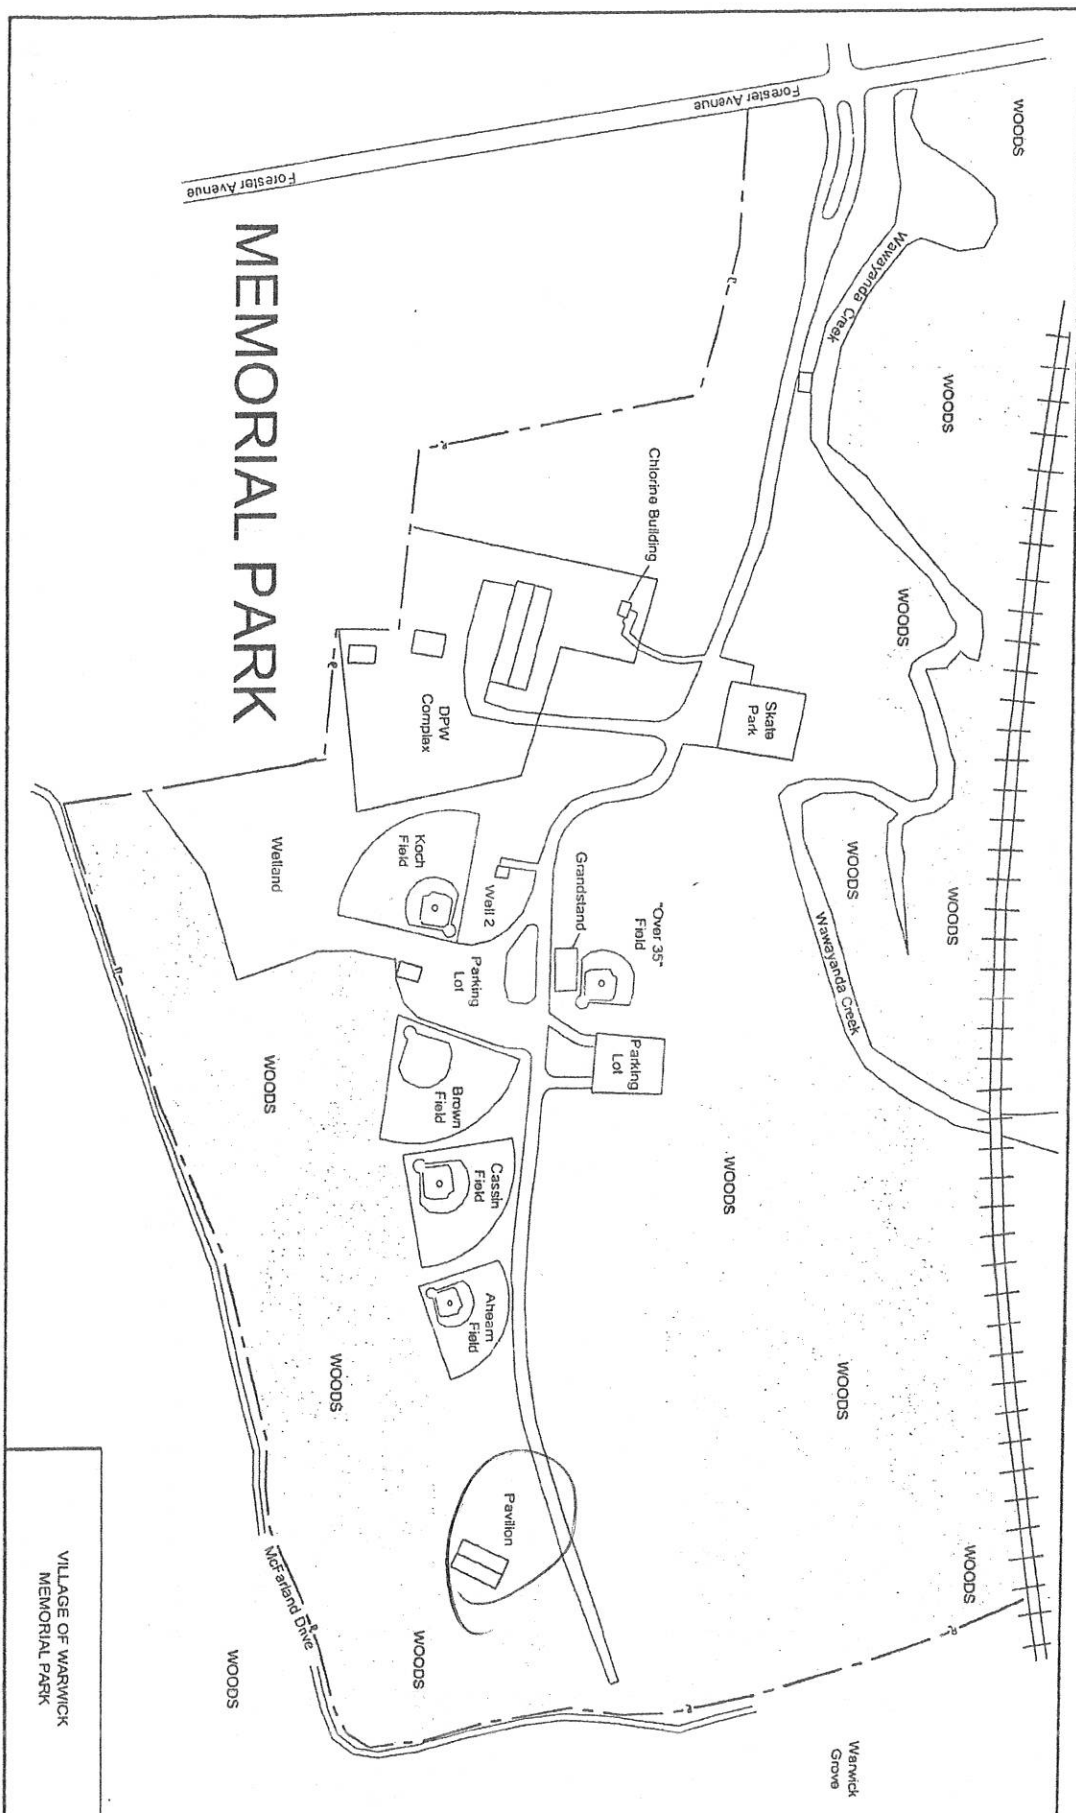 WOODS
WOODS
WOODS
WOODS
Wawayanda Creek
WOODS
WOODS
Wawayanda Creek
WOODS
WOODS
Warwick
Grove
Forester Avenue
Skate
Park
WOODS
Chlorine Building
"Over 35"
Field
Grandstand
Parking
Lot
Well 2
Parking
Lot
Pavilion
DPW
Complex
Koch
Field
Brown
Field
Cassin
Field
Ahearn
Field
WOODS
WOODS
Forester Avenue
Wetland
WOODS
McFarland Drive
WOODS
MEMORIAL PARK
VILLAGE OF WARWICK
MEMORIAL PARK